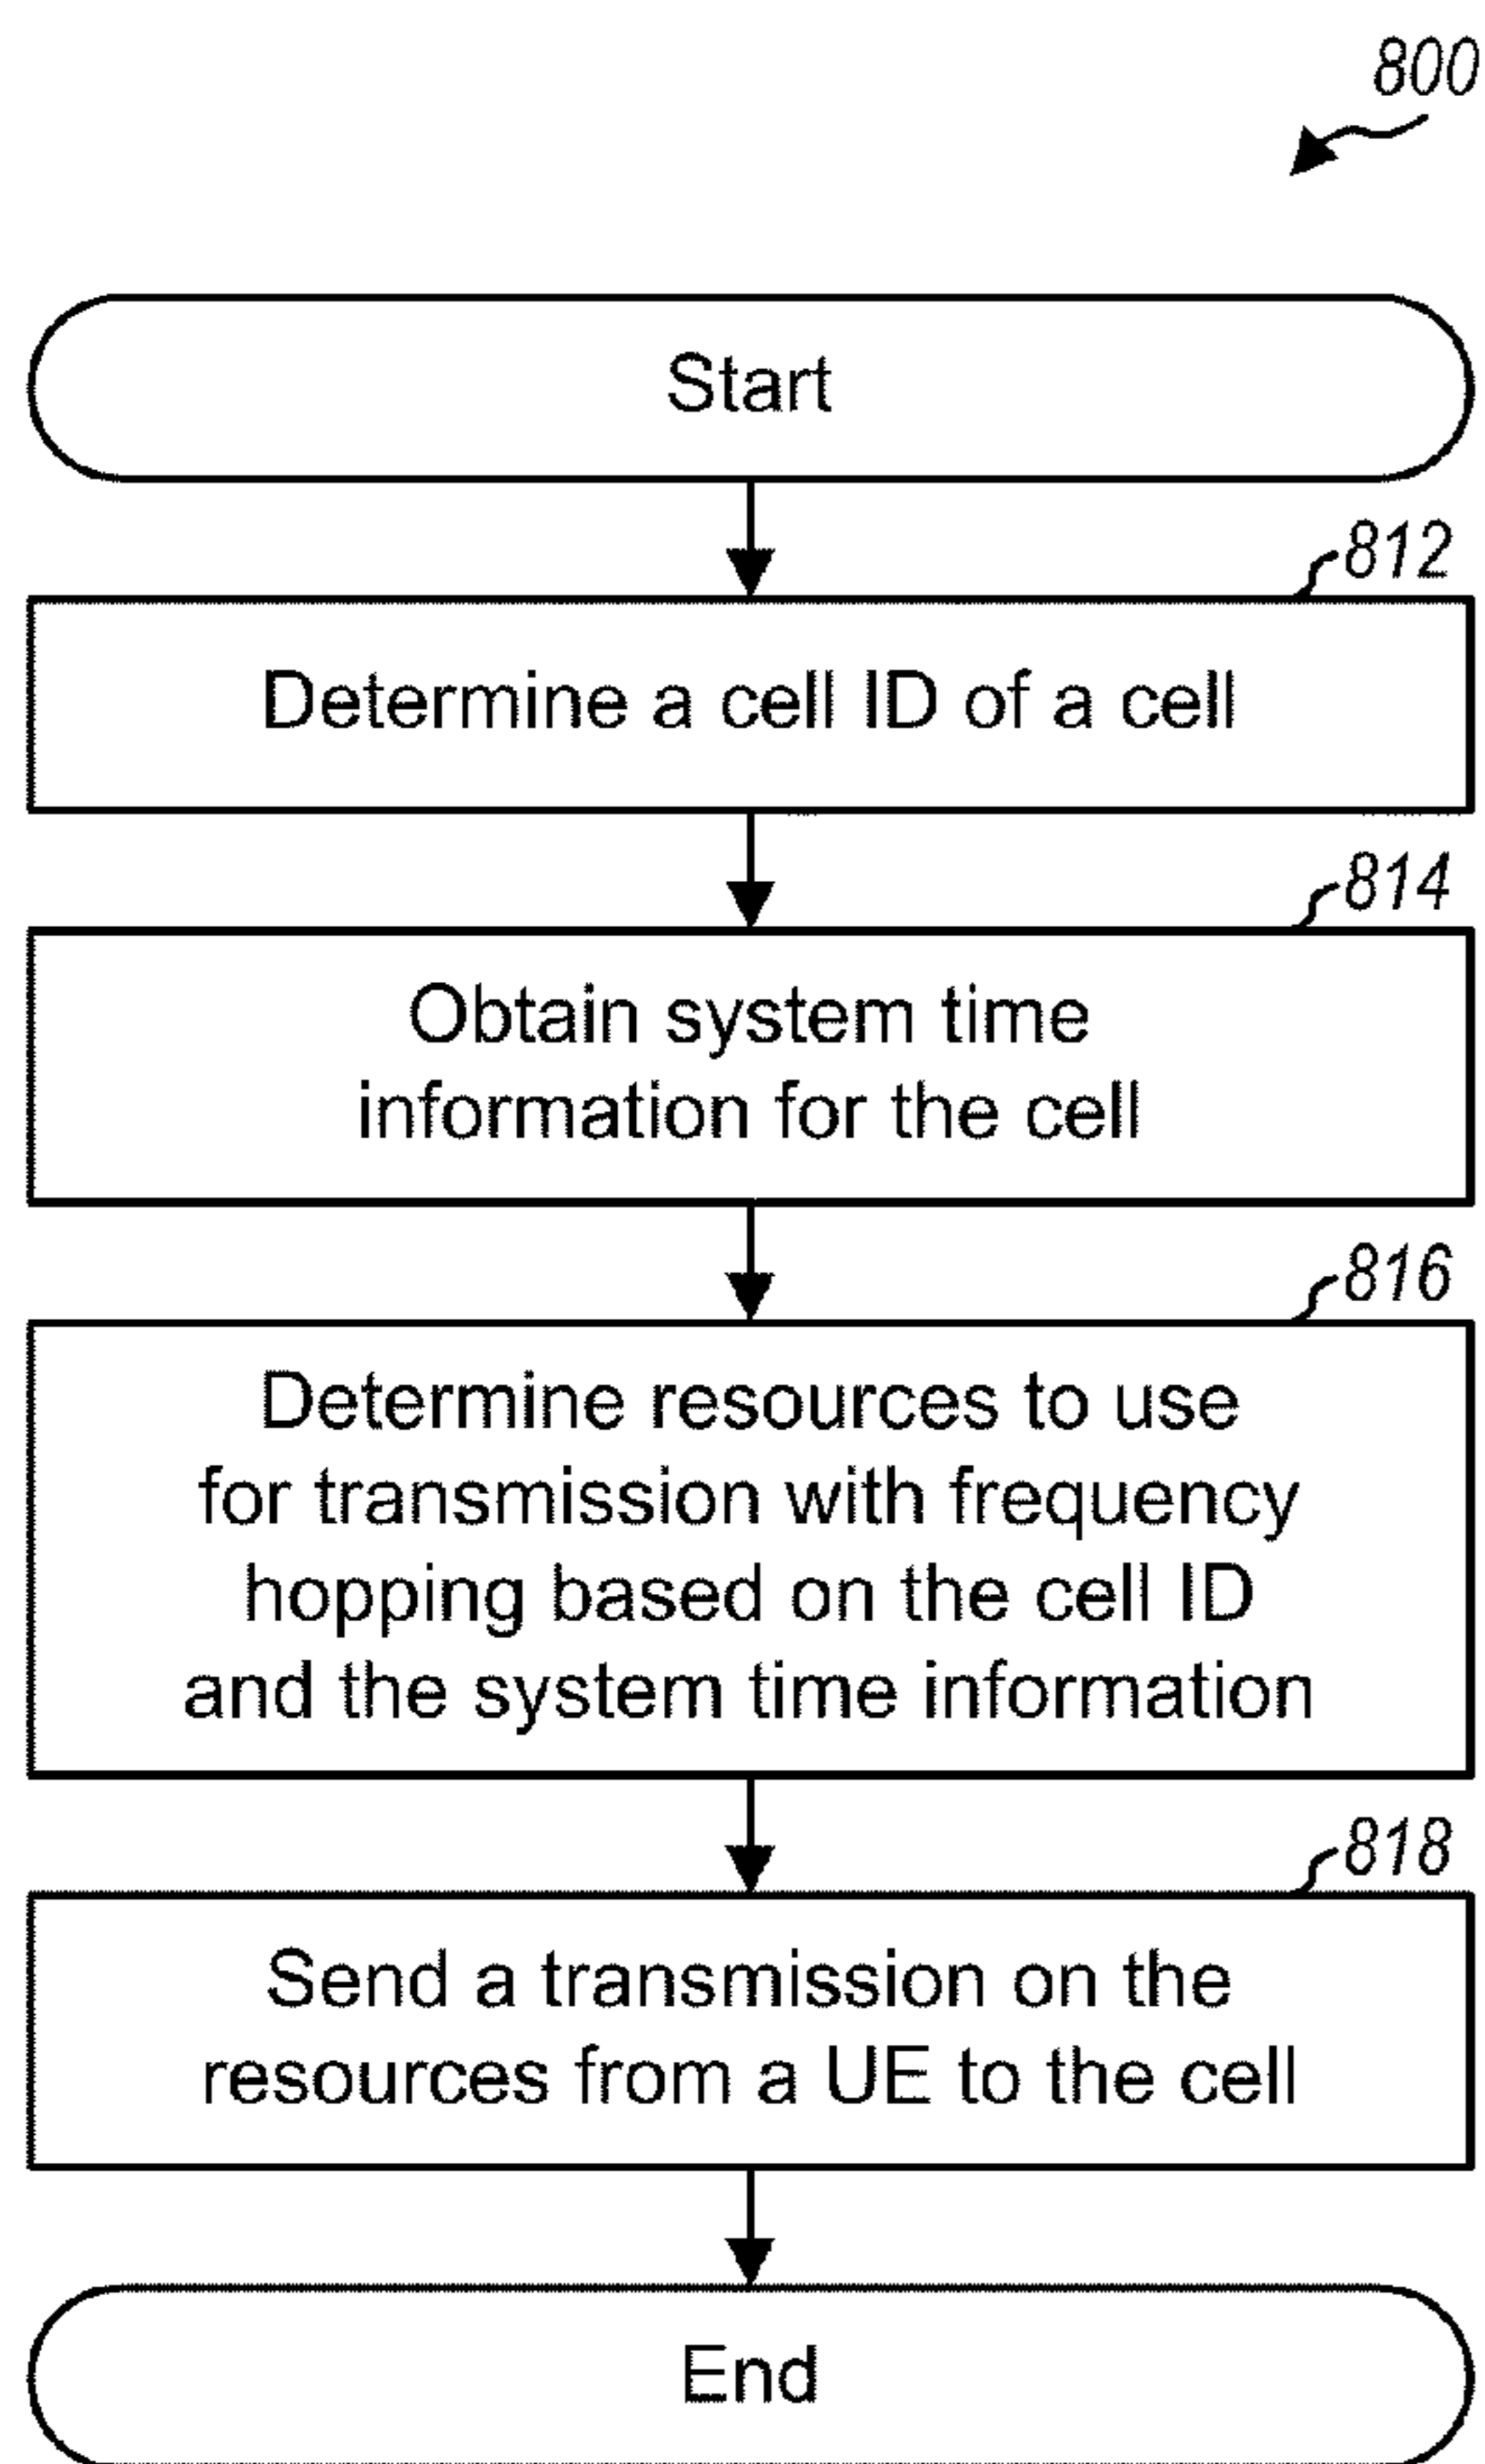 800
Start
812
Determine a cell ID of a cell
814
Obtain system time
information for the cell
816
Determine resources to use
for transmission with frequency
hopping based on the cell ID
and the system time information
818
Send a transmission on the
resources from a UE to the cell
End